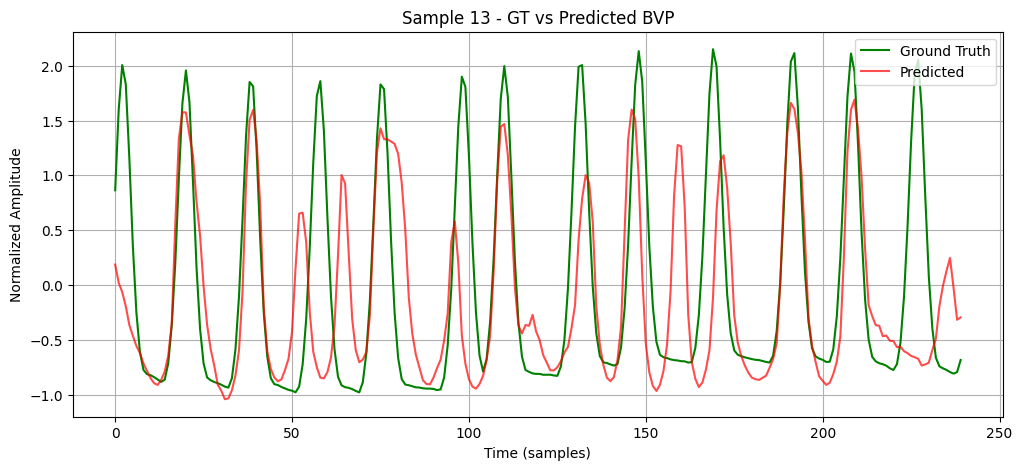 Sample 13 - GT vs Predicted BVP
Ground Truth
Predicted
Normalized Amplitude
2.0
1.5
1.0
0.5
0.0
−0.5
−1.0
0 50 100 150 200 250
Time (samples)